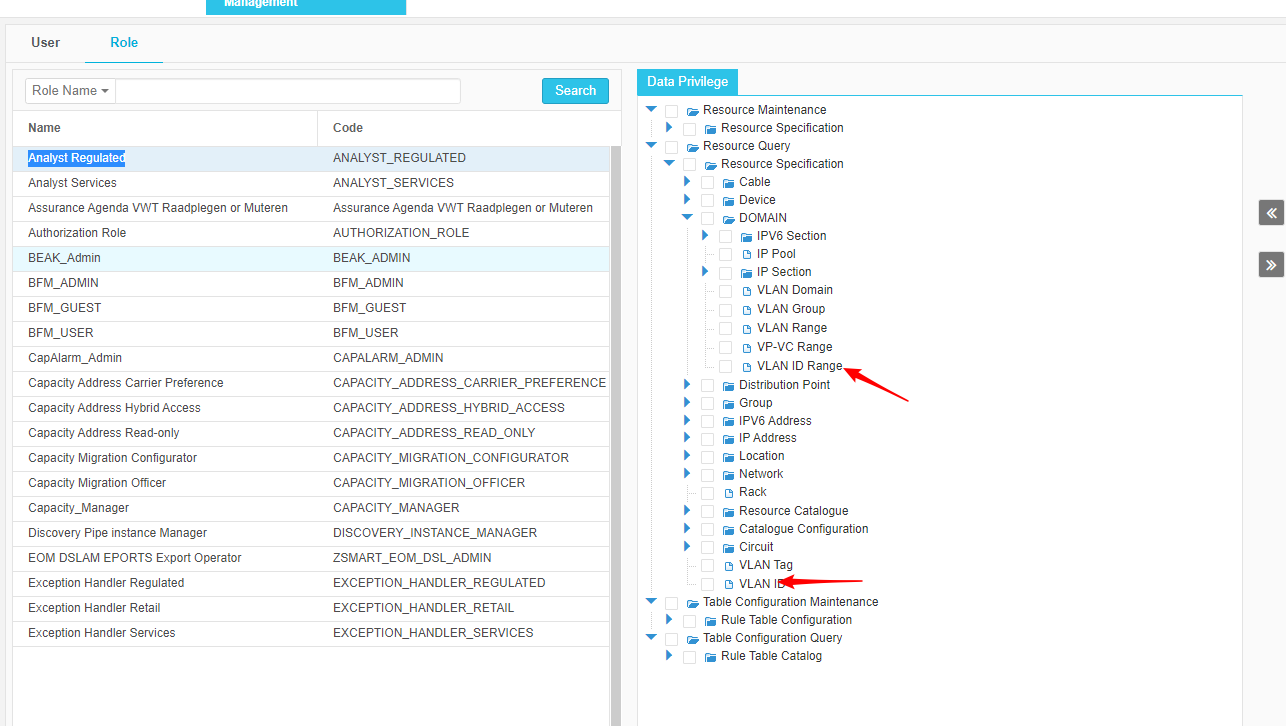 Management
User Role
Role Name Search
Name Code
Analyst Regulated ANALYST_REGULATED
Analyst Services ANALYST_SERVICES
Assurance Agenda VWT Raadplegen or Muteren Assurance Agenda VWT Raadplegen or Muteren
Authorization Role AUTHORIZATION_ROLE
BEAK_Admin BEAK_ADMIN
BFM_ADMIN BFM_ADMIN
BFM_GUEST BFM_GUEST
BFM_USER BFM_USER
CapAlarm_Admin CAPALARM_ADMIN
Capacity Address Carrier Preference CAPACITY_ADDRESS_CARRIER_PREFERENCE
Capacity Address Hybrid Access CAPACITY_ADDRESS_HYBRID_ACCESS
Capacity Address Read-only CAPACITY_ADDRESS_READ_ONLY
Capacity Migration Configurator CAPACITY_MIGRATION_CONFIGURATOR
Capacity Migration Officer CAPACITY_MIGRATION_OFFICER
Capacity_Manager CAPACITY_MANAGER
Discovery Pipe instance Manager DISCOVERY_INSTANCE_MANAGER
EOM DSLAM EPORTS Export Operator ZSMART_EOM_DSL_ADMIN
Exception Handler Regulated EXCEPTION_HANDLER_REGULATED
Exception Handler Retail EXCEPTION_HANDLER_RETAIL
Exception Handler Services EXCEPTION_HANDLER_SERVICES
Data Privilege
Resource Maintenance
Resource Specification
Resource Query
Resource Specification
Cable
Device
DOMAIN
IPV6 Section
IP Pool
IP Section
VLAN Domain
VLAN Group
VLAN Range
VP-VC Range
VLAN ID Range
Distribution Point
Group
IPV6 Address
IP Address
Location
Network
Rack
Resource Catalogue
Catalogue Configuration
Circuit
VLAN Tag
VLAN ID
Table Configuration Maintenance
Rule Table Configuration
Table Configuration Query
Rule Table Catalog